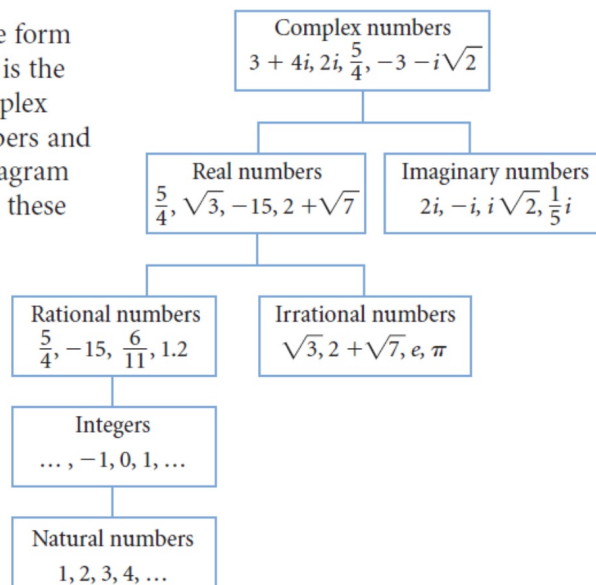 e form
is the
plex
bers and
agram
these
Complex numbers
3 + 4i, 2i, 5/4, −3 − i√2
Real numbers
5/4, √3, −15, 2 + √7
Imaginary numbers
2i, −i, i√2, 1/5 i
Rational numbers
5/4, −15, 6/11, 1.2
Irrational numbers
√3, 2 + √7, e, π
Integers
… , −1, 0, 1, …
Natural numbers
1, 2, 3, 4, …